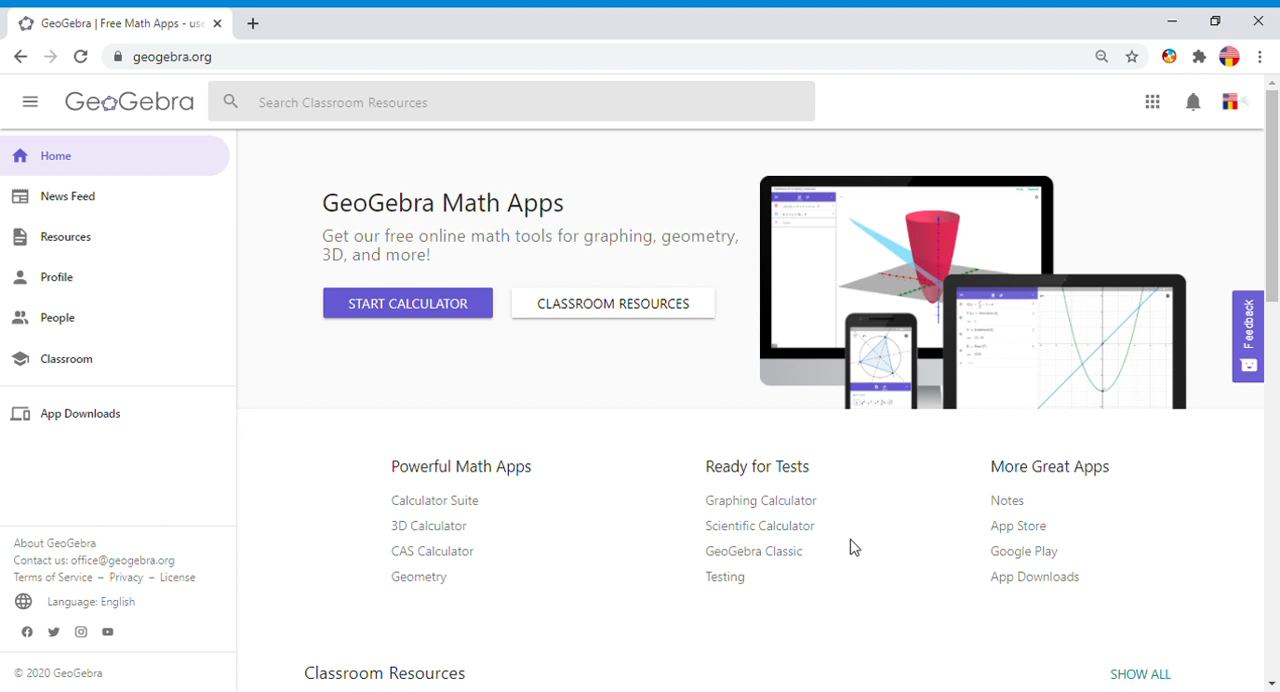 GeoGebra | Free Math Apps - use
geogebra.org
GeoGebra
Search Classroom Resources
Home
News Feed
Resources
Profile
People
Classroom
App Downloads
About GeoGebra
Contact us: office@geogebra.org
Terms of Service – Privacy – License
Language: English
© 2020 GeoGebra
GeoGebra Math Apps
Get our free online math tools for graphing, geometry,
3D, and more!
START CALCULATOR
CLASSROOM RESOURCES
Feedback
Powerful Math Apps
Calculator Suite
3D Calculator
CAS Calculator
Geometry
Ready for Tests
Graphing Calculator
Scientific Calculator
GeoGebra Classic
Testing
More Great Apps
Notes
App Store
Google Play
App Downloads
Classroom Resources
SHOW ALL